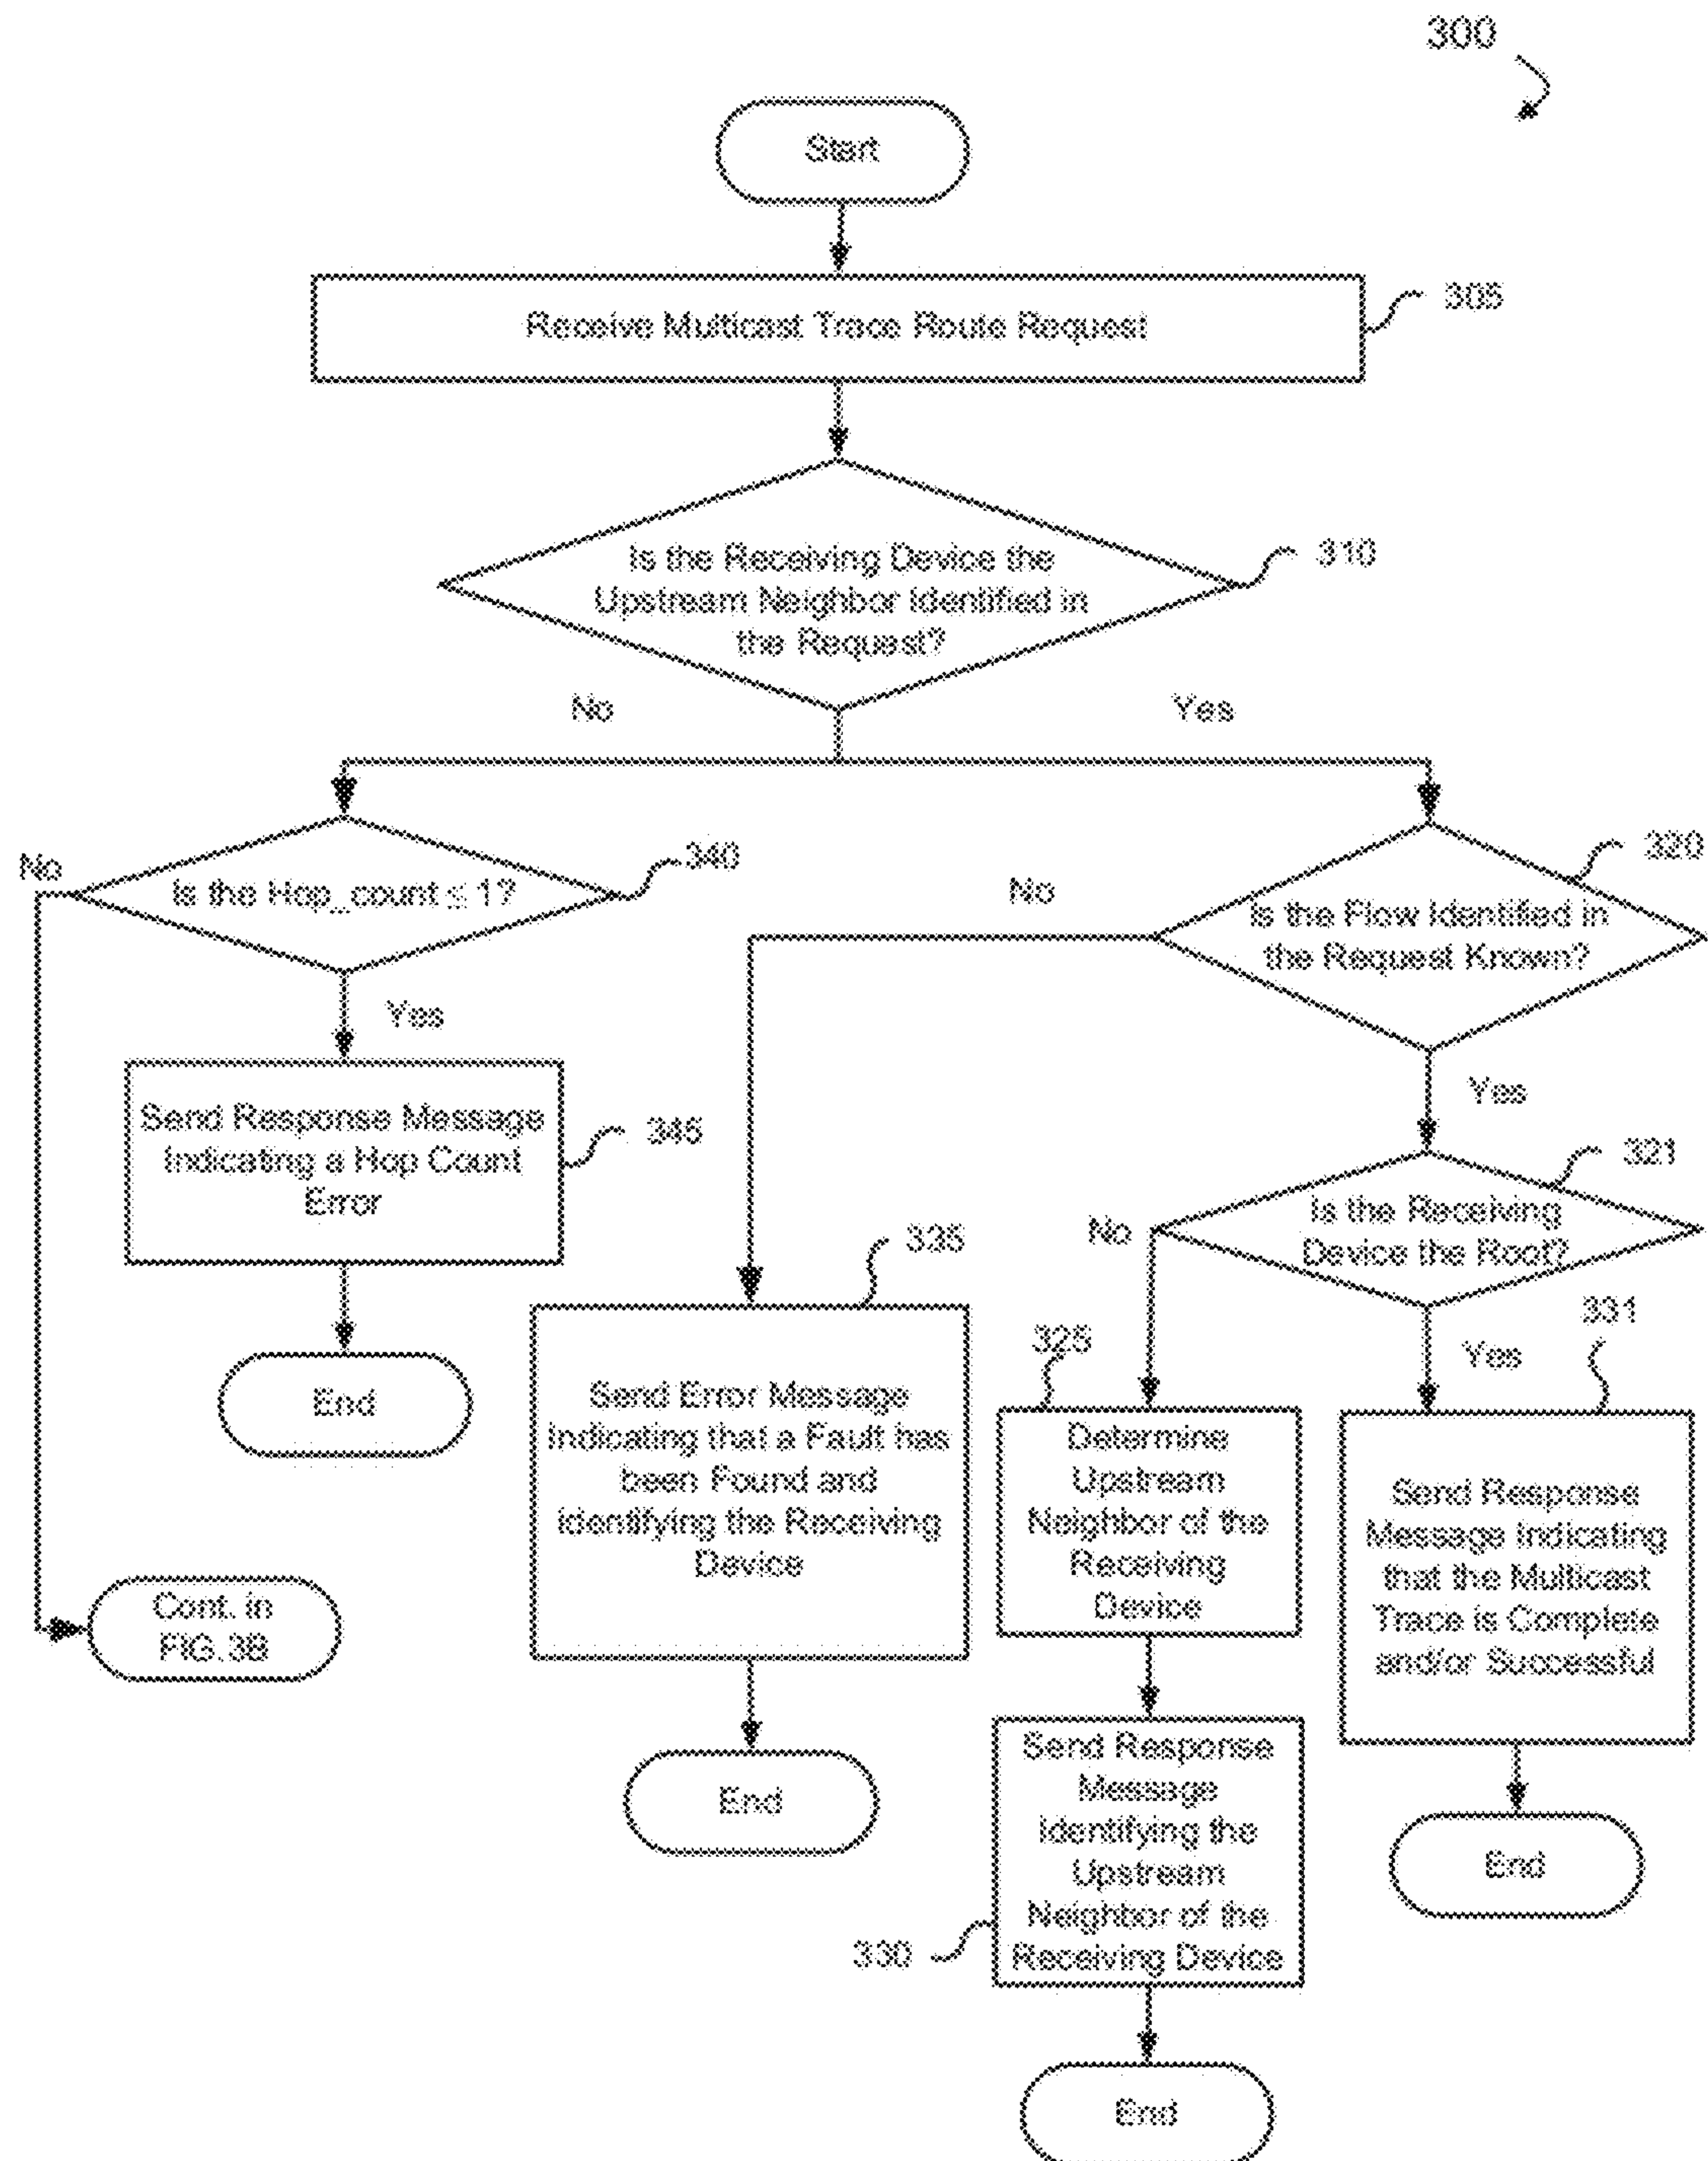 300
Start
Receive Multicast Trace Route Request
305
Is the Receiving Device the
Upstream Neighbor Identified in
the Request?
310
No
Yes
No
Is the Hop_count ≤ 1?
340
No
Is the Flow Identified in
the Request Known?
320
Yes
Yes
Send Response Message
Indicating a Hop Count
Error
345
No
Is the Receiving
Device the Root?
321
335
End
325
Yes
331
Send Error Message
Indicating that a Fault has
been Found and
Identifying the Receiving
Device
Determine
Upstream
Neighbor of the
Receiving
Device
Send Response
Message Indicating
that the Multicast
Trace is Complete
and/or Successful
Cont. in
FIG. 3B
End
Send Response
Message
Identifying the
Upstream
Neighbor of the
Receiving Device
330
End
End